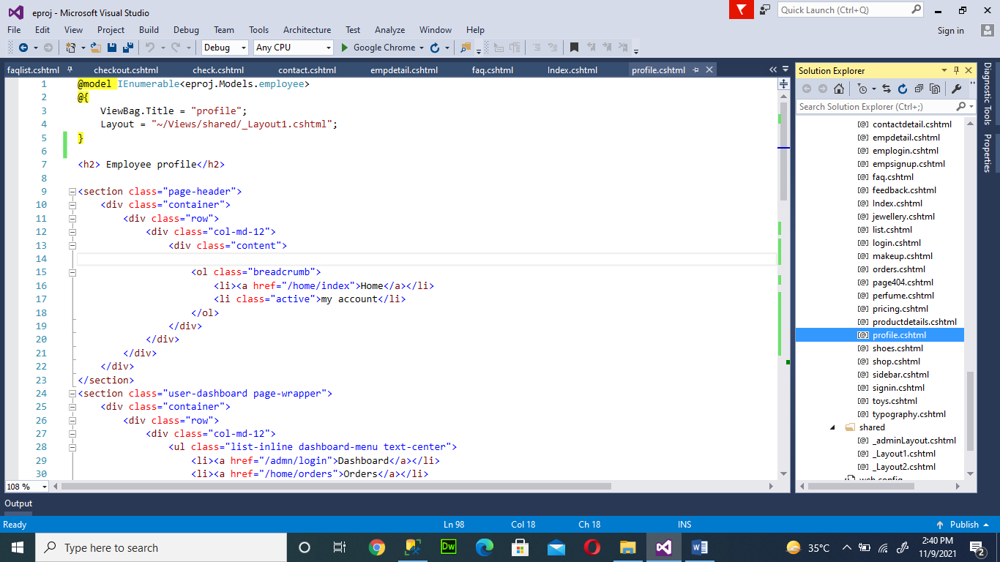 eproj - Microsoft Visual Studio
Quick Launch (Ctrl+Q)
File Edit View Project Build Debug Team Tools Architecture Test Analyze Window Help
Sign in
Debug Any CPU Google Chrome
faqlist.cshtml checkout.cshtml check.cshtml contact.cshtml empdetail.cshtml faq.cshtml Index.cshtml profile.cshtml
1 @model IEnumerable<eproj.Models.employee>
2 @{
3 ViewBag.Title = "profile";
4 Layout = "~/Views/shared/_Layout1.cshtml";
5 }
6
7 <h2> Employee profile</h2>
8
9 <section class="page-header">
10 <div class="container">
11 <div class="row">
12 <div class="col-md-12">
13 <div class="content">
14
15 <ol class="breadcrumb">
16 <li><a href="/home/index">Home</a></li>
17 <li class="active">my account</li>
18 </ol>
19 </div>
20 </div>
21 </div>
22 </div>
23 </section>
24 <section class="user-dashboard page-wrapper">
25 <div class="container">
26 <div class="row">
27 <div class="col-md-12">
28 <ul class="list-inline dashboard-menu text-center">
29 <li><a href="/admn/login">Dashboard</a></li>
30 <li><a href="/home/orders">Orders</a></li>
108 %
Solution Explorer
Search Solution Explorer (Ctrl+;)
contactdetail.cshtml
empdetail.cshtml
emplogin.cshtml
empsignup.cshtml
faq.cshtml
feedback.cshtml
Index.cshtml
jewellery.cshtml
list.cshtml
login.cshtml
makeup.cshtml
orders.cshtml
page404.cshtml
perfume.cshtml
pricing.cshtml
productdetails.cshtml
profile.cshtml
shoes.cshtml
shop.cshtml
sidebar.cshtml
signin.cshtml
toys.cshtml
typography.cshtml
shared
_adminLayout.cshtml
_Layout1.cshtml
_Layout2.cshtml
web.config
Diagnostic Tools
Properties
Output
Ready Ln 98 Col 18 Ch 18 INS Publish
Type here to search
Dw
35°C
2:40 PM
11/9/2021
2